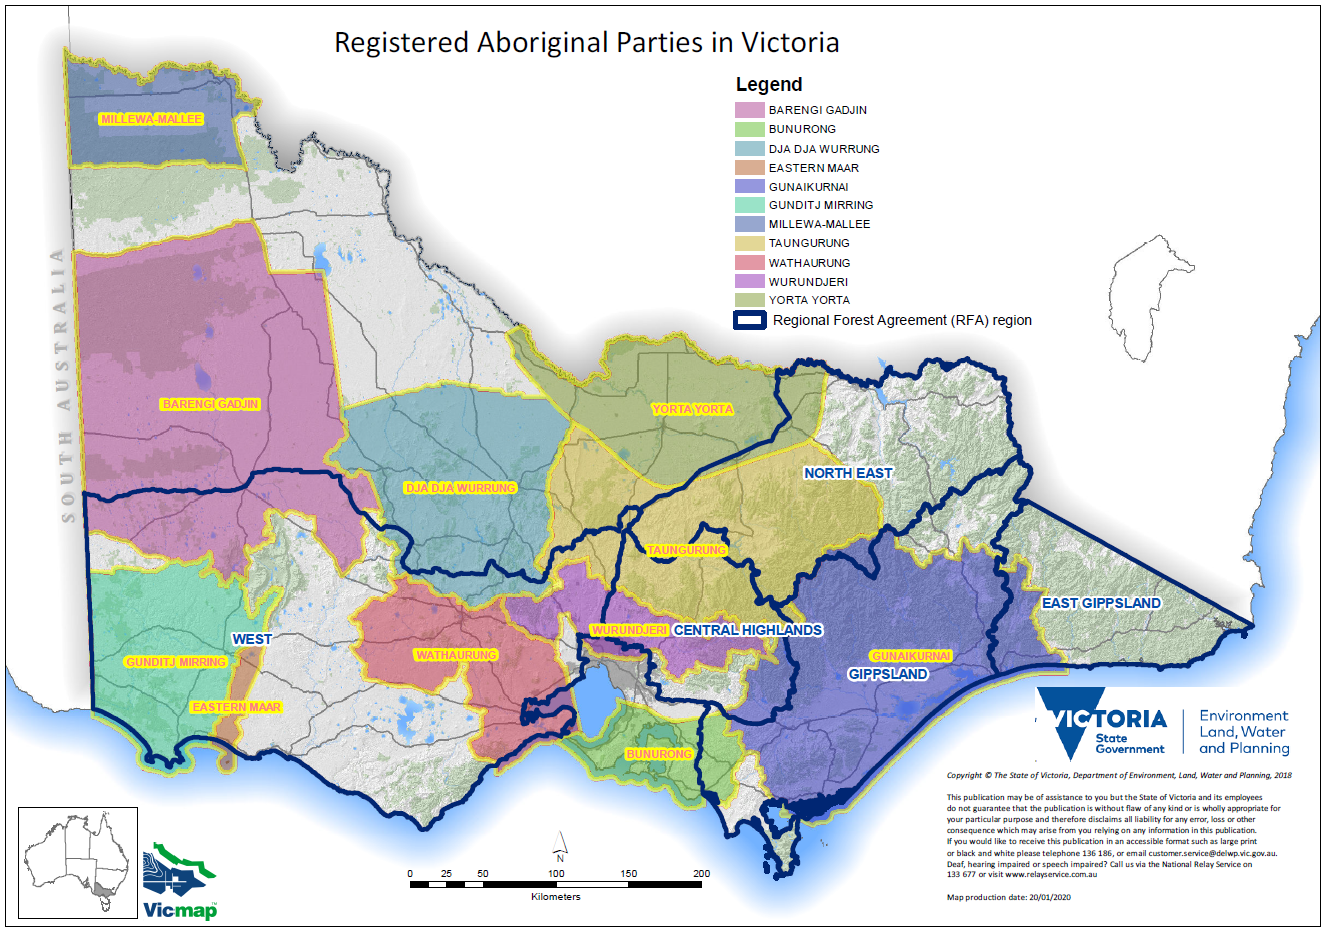 Registered Aboriginal Parties in Victoria
Legend
BARENGI GADJIN
BUNURONG
DJA DJA WURRUNG
EASTERN MAAR
GUNAIKURNAI
GUNDITJ MIRRING
MILLEWA-MALLEE
TAUNGURUNG
WATHAURUNG
WURUNDJERI
YORTA YORTA
Regional Forest Agreement (RFA) region
MILLEWA-MALLEE
SOUTH AUSTRALIA
BARENGI GADJIN
YORTA YORTA
DJA DJA WURRUNG
NORTH EAST
TAUNGURUNG
EAST GIPPSLAND
WURUNDJERI
CENTRAL HIGHLANDS
WEST
GUNDITJ MIRRING
WATHAURUNG
GUNAIKURNAI
GIPPSLAND
EASTERN MAAR
BUNURONG
VICTORIA
State
Government
Environment
Land, Water
and Planning
Copyright © The State of Victoria, Department of Environment, Land, Water and Planning, 2018
This publication may be of assistance to you but the State of Victoria and its employees
do not guarantee that the publication is without flaw of any kind or is wholly appropriate for
your particular purpose and therefore disclaims all liability for any error, loss or other
consequence which may arise from you relying on any information in this publication.
If you would like to receive this publication in an accessible format such as large print
or black and white please telephone 136 186, or email customer.service@delwp.vic.gov.au.
Deaf, hearing impaired or speech impaired? Call us via the National Relay Service on
133 677 or visit www.relayservice.com.au
Map production date: 20/01/2020
N
0 25 50 100 150 200
Kilometers
Vicmap™